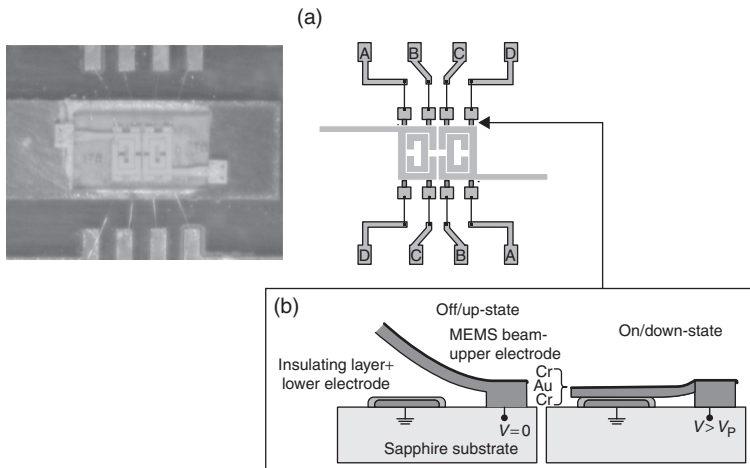 (a)
A
B
C
D
D
C
B
A
(b)
Off/up-state
MEMS beam-
upper electrode
On/down-state
Insulating layer+
lower electrode
Cr
Au
Cr
V=0
V> VP
Sapphire substrate